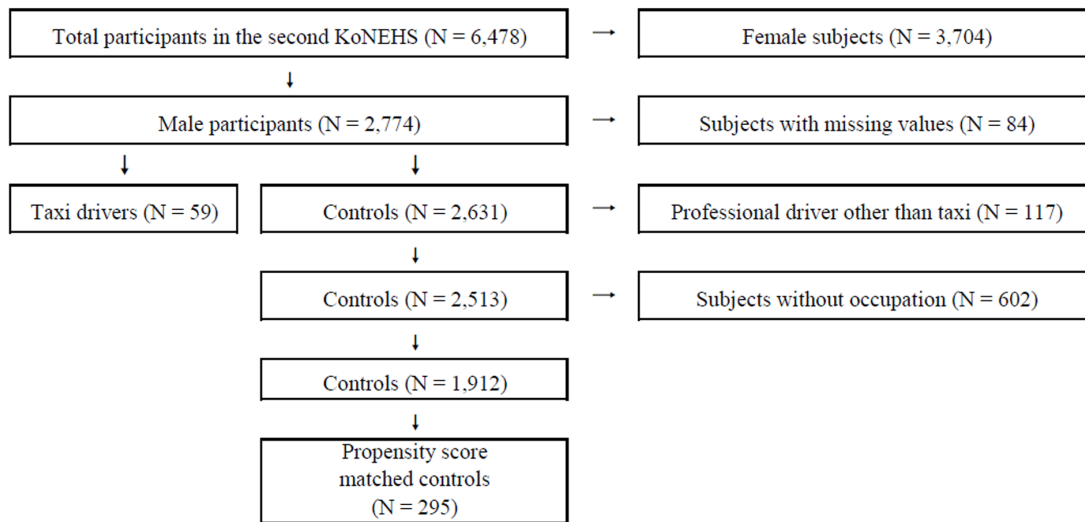 Total participants in the second KoNEHS (N = 6,478)
→
Female subjects (N = 3,704)
↓
Male participants (N = 2,774)
→
Subjects with missing values (N = 84)
↓
↓
Taxi drivers (N = 59)
Controls (N = 2,631)
→
Professional driver other than taxi (N = 117)
↓
Controls (N = 2,513)
→
Subjects without occupation (N = 602)
↓
Controls (N = 1,912)
↓
Propensity score
matched controls
(N = 295)